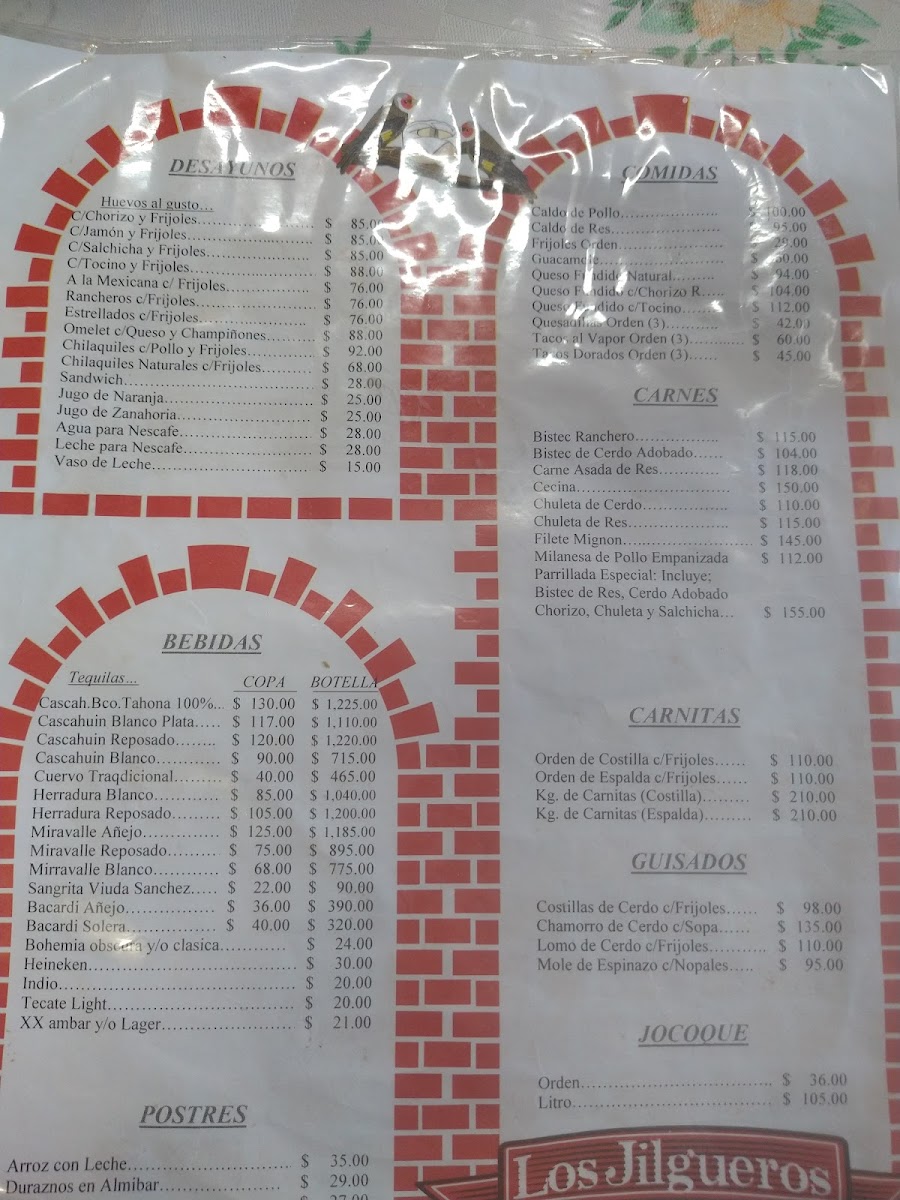 DESAYUNOS
Huevos al gusto…
C/Chorizo y Frijoles........ $ 85.00
C/Jamón y Frijoles........ $ 85.00
C/Salchicha y Frijoles........ $ 85.00
C/Tocino y Frijoles........ $ 88.00
A la Mexicana c/ Frijoles........ $ 76.00
Rancheros c/Frijoles........ $ 76.00
Estrellados c/Frijoles........ $ 76.00
Omelet c/Queso y Champiñones........ $ 88.00
Chilaquiles c/Pollo y Frijoles........ $ 92.00
Chilaquiles Naturales c/Frijoles........ $ 68.00
Sandwich........ $ 28.00
Jugo de Naranja........ $ 25.00
Jugo de Zanahoria........ $ 25.00
Agua para Nescafe........ $ 28.00
Leche para Nescafe........ $ 28.00
Vaso de Leche........ $ 15.00
BEBIDAS
Tequilas… COPA BOTELLA
Cascah.Bco.Tahona 100%... $ 130.00 $ 1,225.00
Cascahuin Blanco Plata..... $ 117.00 $ 1,110.00
Cascahuin Reposado........ $ 120.00 $ 1,220.00
Cascahuin Blanco........ $ 90.00 $ 715.00
Cuervo Traqdicional........ $ 40.00 $ 465.00
Herradura Blanco........ $ 85.00 $ 1,040.00
Herradura Reposado........ $ 105.00 $ 1,200.00
Miravalle Añejo........ $ 125.00 $ 1,185.00
Miravalle Reposado........ $ 75.00 $ 895.00
Mirravalle Blanco........ $ 68.00 $ 775.00
Sangrita Viuda Sanchez..... $ 22.00 $ 90.00
Bacardi Añejo........ $ 36.00 $ 390.00
Bacardi Solera........ $ 40.00 $ 320.00
Bohemia obscura y/o clasica........ $ 24.00
Heineken........ $ 30.00
Indio........ $ 20.00
Tecate Light........ $ 20.00
XX ambar y/o Lager........ $ 21.00
POSTRES
Arroz con Leche........ $ 35.00
Duraznos en Almibar........ $ 29.00
COMIDAS
Caldo de Pollo........ $ 100.00
Caldo de Res........ $ 95.00
Frijoles Orden........ $ 29.00
Guacamole........ $
Queso Fundido Natural........ $ 94.00
Queso Fundido c/Chorizo R..... $ 104.00
Queso Fundido c/Tocino........ $ 112.00
Quesadillas Orden (3)........ $ 42.00
Tacos al Vapor Orden (3)........ $ 60.00
Tacos Dorados Orden (3)...... $ 45.00
CARNES
Bistec Ranchero........ $ 115.00
Bistec de Cerdo Adobado...... $ 104.00
Carne Asada de Res........ $ 118.00
Cecina........ $ 150.00
Chuleta de Cerdo........ $ 110.00
Chuleta de Res........ $ 115.00
Filete Mignon........ $ 145.00
Milanesa de Pollo Empanizada $ 112.00
Parrillada Especial: Incluye;
Bistec de Res, Cerdo Adobado
Chorizo, Chuleta y Salchicha... $ 155.00
CARNITAS
Orden de Costilla c/Frijoles...... $ 110.00
Orden de Espalda c/Frijoles...... $ 110.00
Kg. de Carnitas (Costilla)........ $ 210.00
Kg. de Carnitas (Espalda)........ $ 210.00
GUISADOS
Costillas de Cerdo c/Frijoles...... $ 98.00
Chamorro de Cerdo c/Sopa...... $ 135.00
Lomo de Cerdo c/Frijoles........ $ 110.00
Mole de Espinazo c/Nopales..... $ 95.00
JOCOQUE
Orden........ $ 36.00
Litro........ $ 105.00
Los Jilgueros